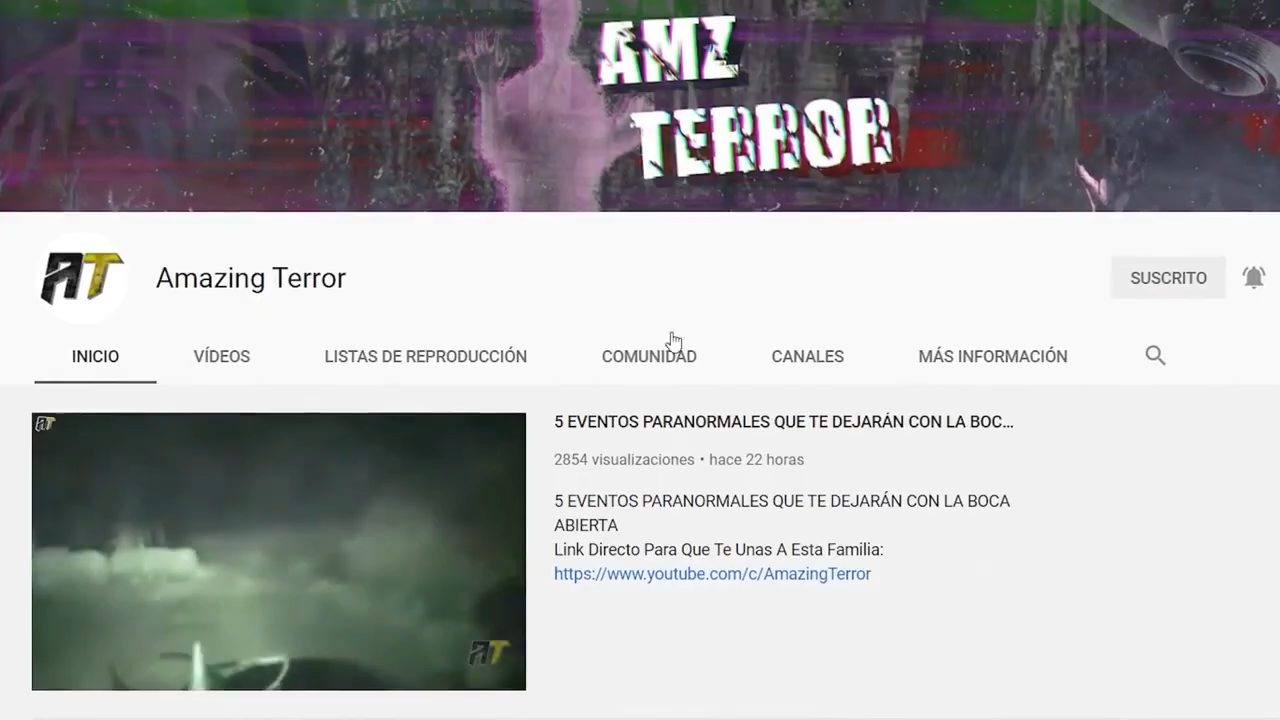 AMZ
TERROR
AT
Amazing Terror
SUSCRITO
INICIO
VÍDEOS
LISTAS DE REPRODUCCIÓN
COMUNIDAD
CANALES
MÁS INFORMACIÓN
AT
5 EVENTOS PARANORMALES QUE TE DEJARÁN CON LA BOC...
2854 visualizaciones • hace 22 horas
5 EVENTOS PARANORMALES QUE TE DEJARÁN CON LA BOCA
ABIERTA
Link Directo Para Que Te Unas A Esta Familia:
https://www.youtube.com/c/AmazingTerror
AT